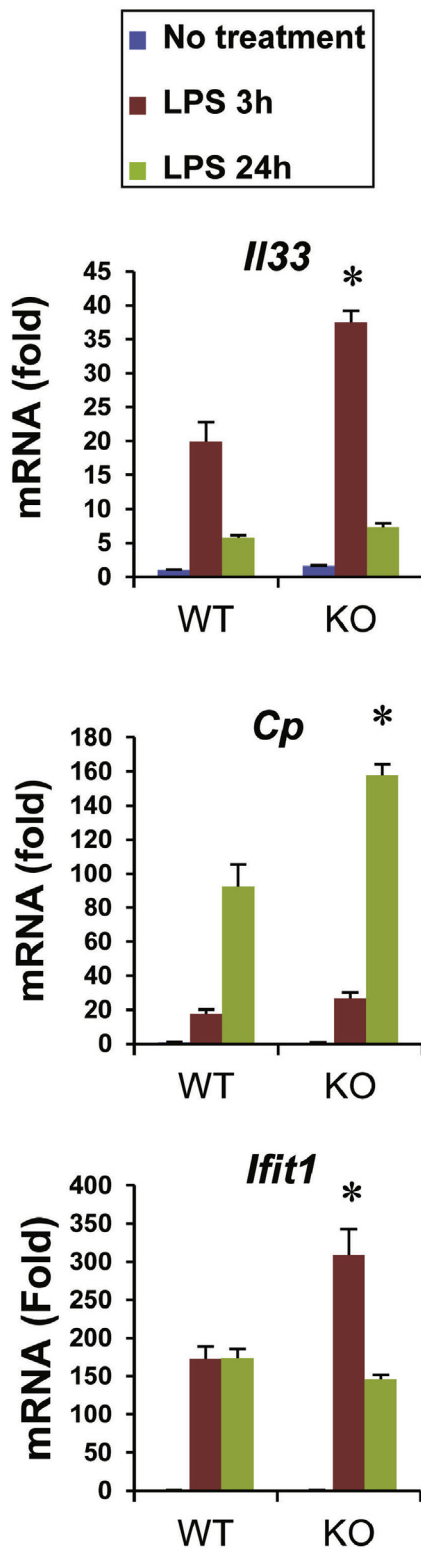 No treatment
LPS 3h
LPS 24h
Il33
*
mRNA (fold)
45
40
35
30
25
20
15
10
5
0
WT KO
Cp
*
mRNA (fold)
180
160
140
120
100
80
60
40
20
0
WT KO
Ifit1
*
mRNA (Fold)
400
350
300
250
200
150
100
50
0
WT KO